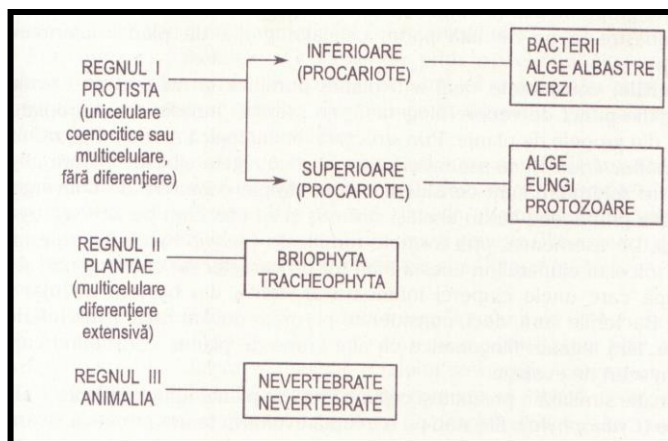 REGNUL I
PROTISTA
(unicelulare
coenocitice sau
multicelulare,
fără diferențiere)
INFERIOARE
(PROCARIOTE)
BACTERII
ALGE ALBASTRE
VERZI
SUPERIOARE
(PROCARIOTE)
ALGE
EUNGI
PROTOZOARE
REGNUL II
PLANTAE
(multicelulare
diferențiere
extensivă)
BRIOPHYTA
TRACHEOPHYTA
REGNUL III
ANIMALIA
NEVERTEBRATE
NEVERTEBRATE